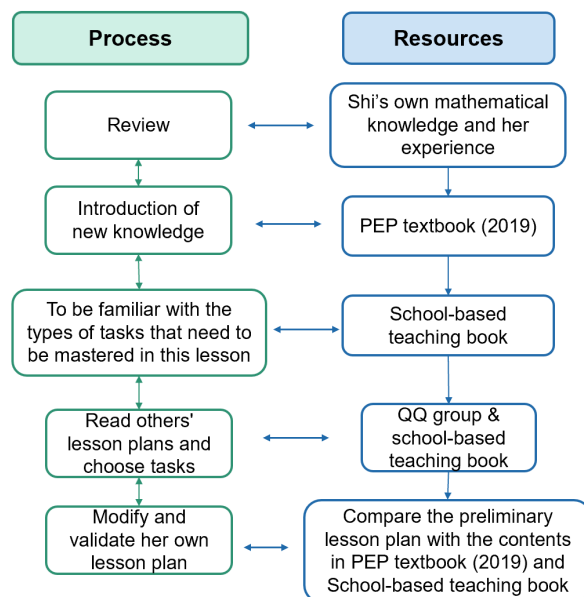 Process
Resources
Review
Shi's own mathematical
knowledge and her
experience
Introduction of
new knowledge
PEP textbook (2019)
To be familiar with the
types of tasks that need to
be mastered in this lesson
School-based
teaching book
Read others'
lesson plans and
choose tasks
QQ group &
school-based
teaching book
Modify and
validate her own
lesson plan
Compare the preliminary
lesson plan with the contents
in PEP textbook (2019) and
School-based teaching book